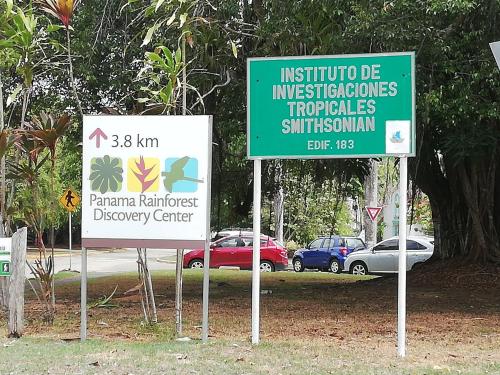 3.8 km
Panama Rainforest
Discovery Center
INSTITUTO DE
INVESTIGACIONES
TROPICALES
SMITHSONIAN
EDIF. 183